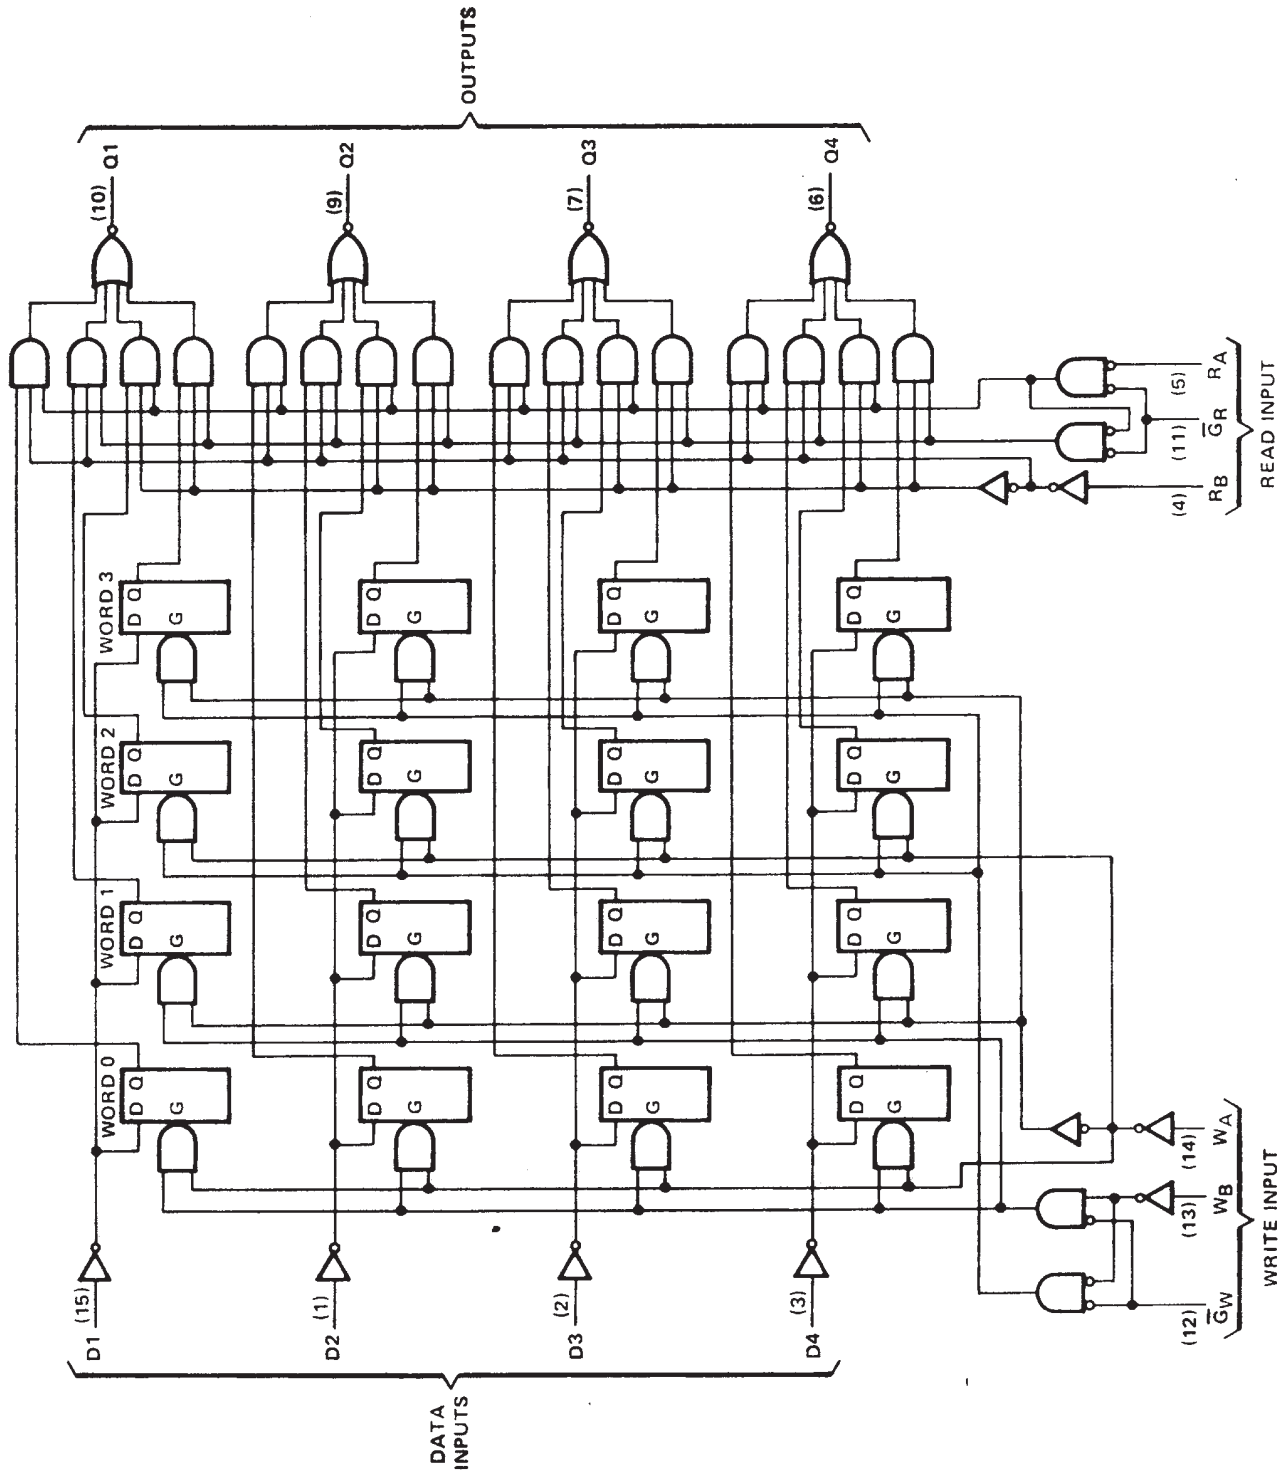 DATA
INPUTS
D1 (15)
D2 (1)
D3 (2)
D4 (3)
WORD 0
WORD 1
WORD 2
WORD 3
D Q
G
D Q
G
D Q
G
D Q
G
D Q
G
D Q
G
D Q
G
D Q
G
D Q
G
D Q
G
D Q
G
D Q
G
D Q
G
D Q
G
D Q
G
D Q
G
(10) Q1
(9) Q2
(7) Q3
(6) Q4
OUTPUTS
(12) G̅W
(13) WB
(14) WA
WRITE INPUT
(4) RB
(11) G̅R
(5) RA
READ INPUT